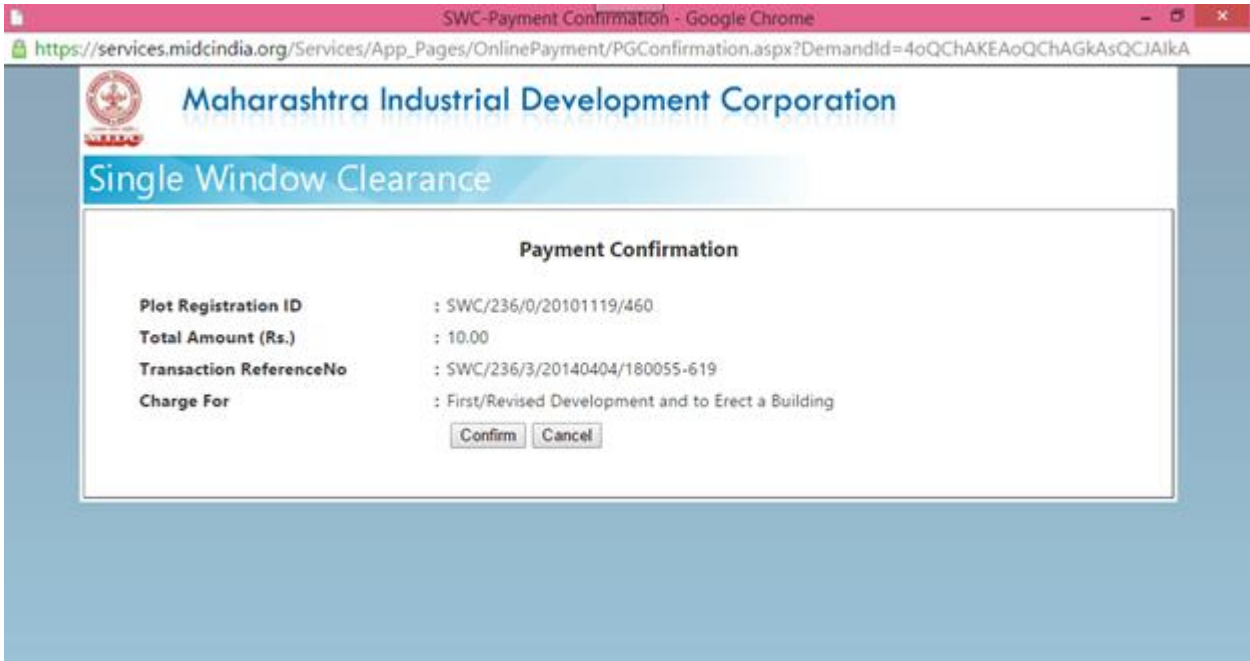 SWC-Payment Confirmation - Google Chrome
https://services.midcindia.org/Services/App_Pages/OnlinePayment/PGConfirmation.aspx?DemandId=4oQChAKEAoQChAGkAsQCJAIkA
Maharashtra Industrial Development Corporation
MIDC
Single Window Clearance
Payment Confirmation
Plot Registration ID : SWC/236/0/20101119/460
Total Amount (Rs.) : 10.00
Transaction ReferenceNo : SWC/236/3/20140404/180055-619
Charge For : First/Revised Development and to Erect a Building
Confirm Cancel